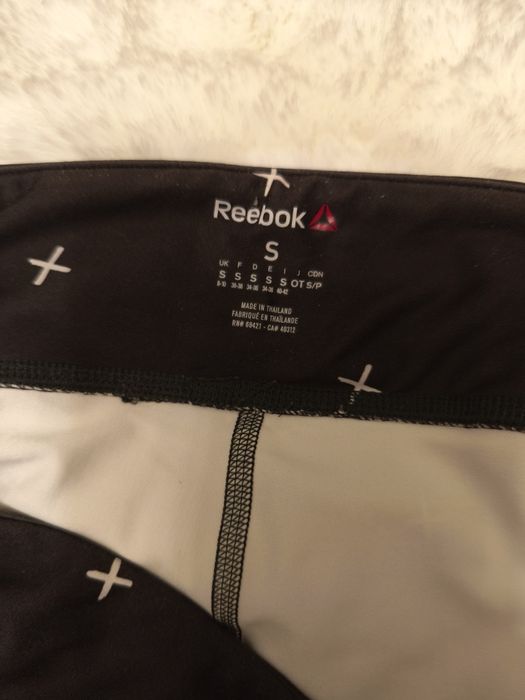 Reebok
S
UK F D E I J CDN
S S S S S OT S/P
8-10 36-38 34-36 34-36 40-42
MADE IN THAILAND
FABRIQUÉ EN THAÏLANDE
RN# 68421 - CA# 40312